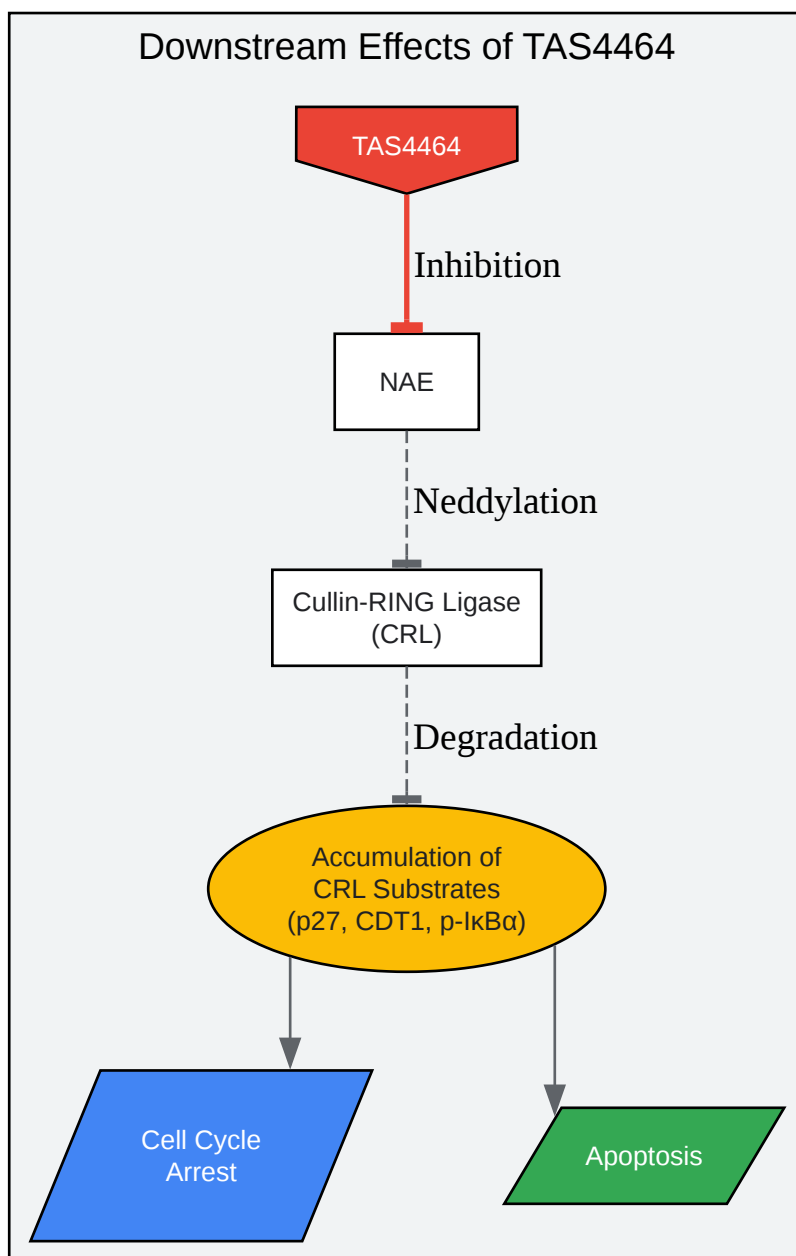 Downstream Effects of TAS4464
TAS4464
Inhibition
NAE
Neddylation
Cullin-RING Ligase
(CRL)
Degradation
Accumulation of
CRL Substrates
(p27, CDT1, p-IκBα)
Cell Cycle
Arrest
Apoptosis